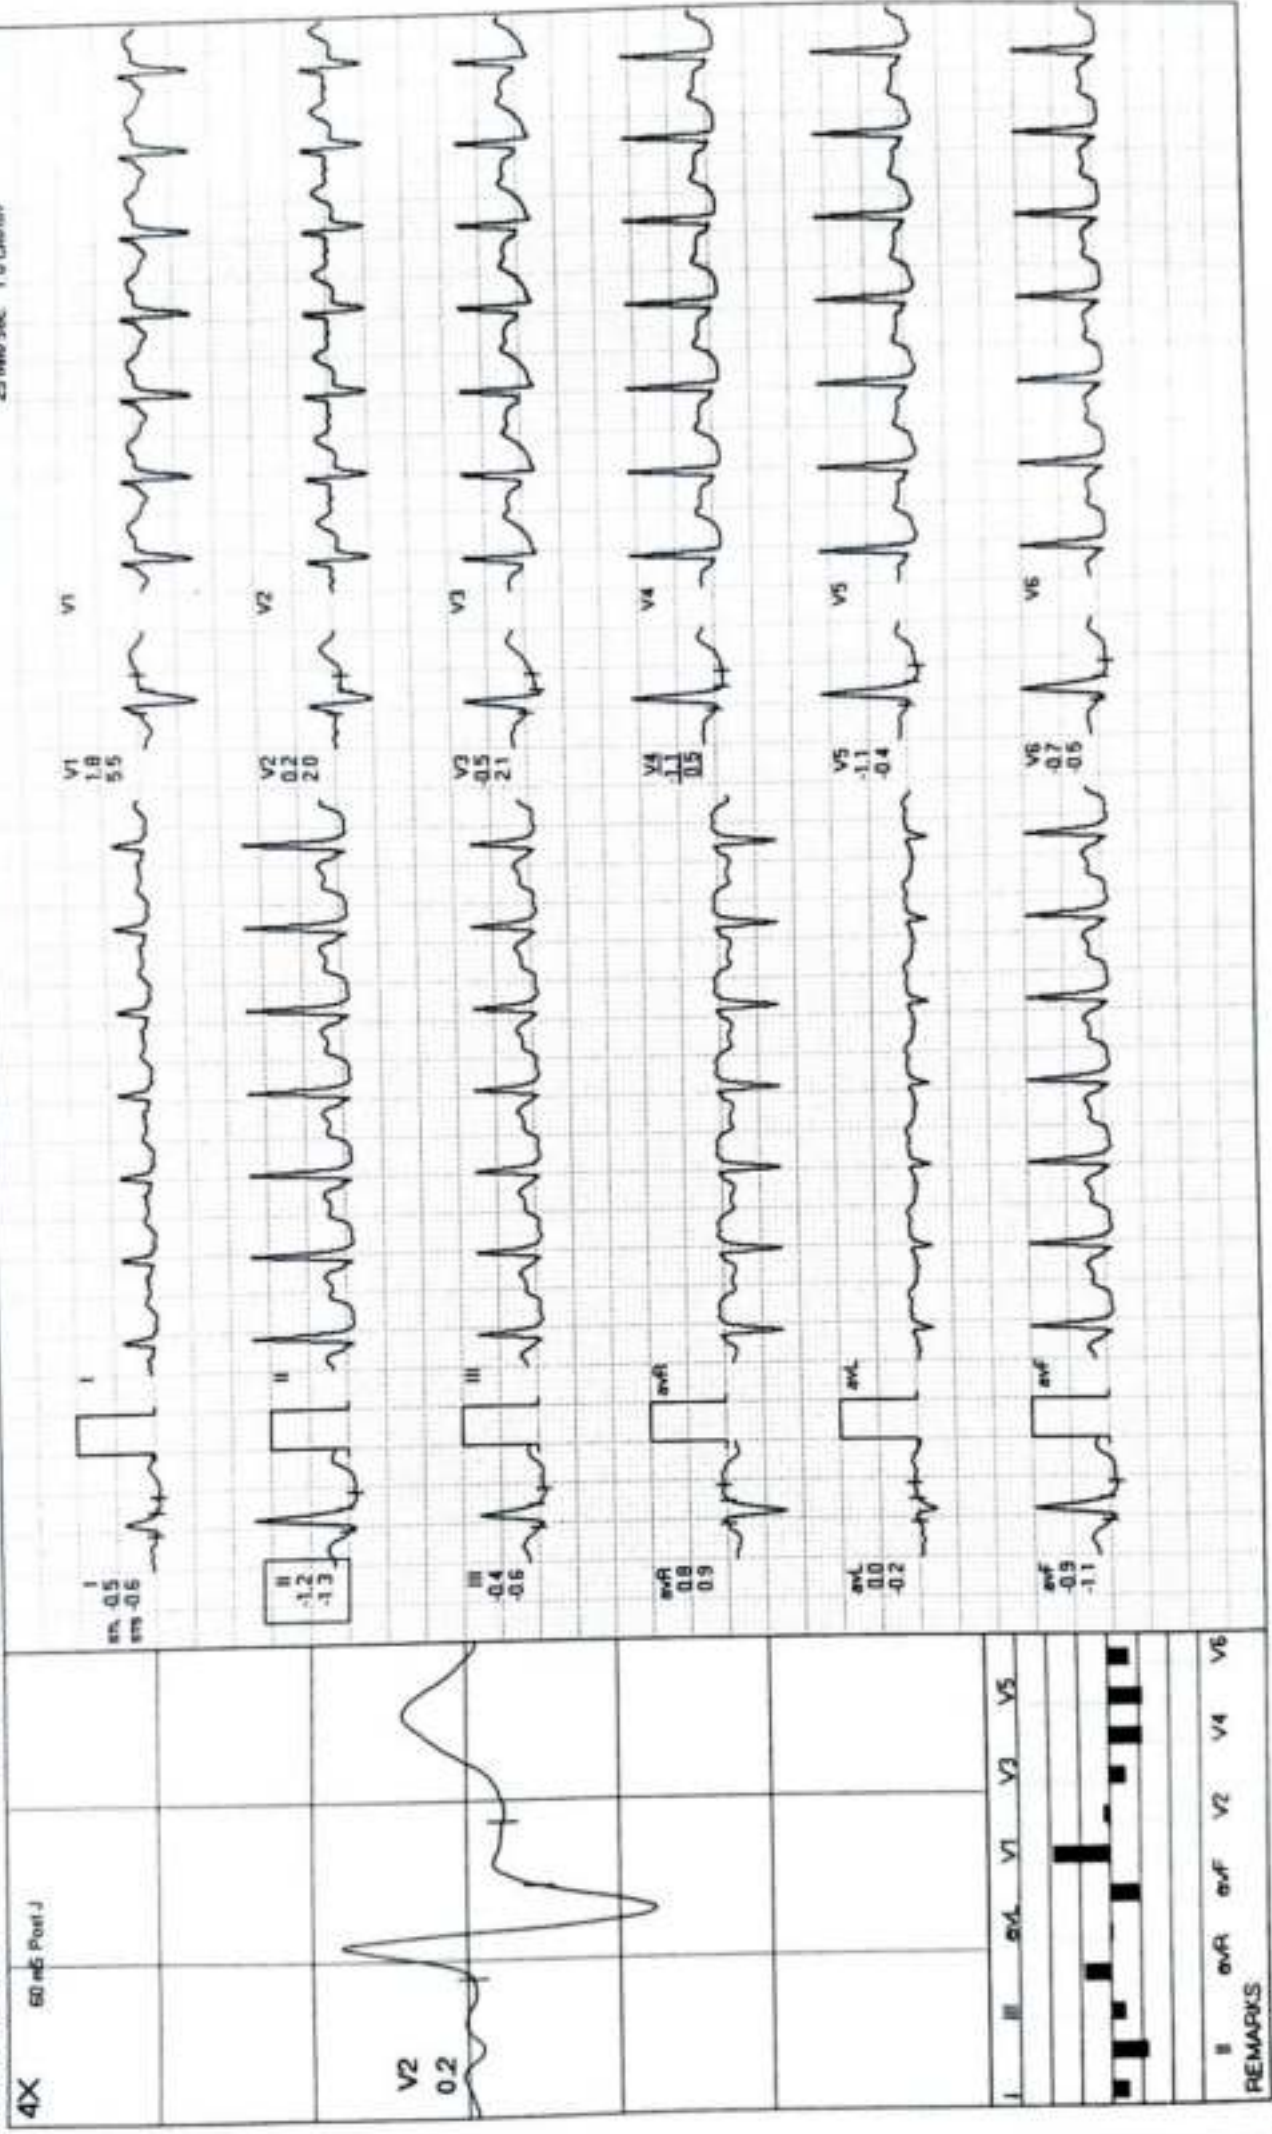 4X 60 mS Post J
V2
0.2
I
STL -0.5
STS -0.6
I
II
-1.2
-1.3
II
III
-0.4
-0.6
III
avR
0.8
0.9
avR
avL
0.0
-0.2
avL
avF
-0.9
-1.1
avF
V1
1.8
5.5
V1
V2
0.2
2.0
V2
V3
-0.5
2.1
V3
V4
-1.1
0.5
V4
V5
-1.1
-0.4
V5
V6
-0.7
-0.5
V6
I III avL V1 V3 V5
II avR avF V2 V4 V6
REMARKS